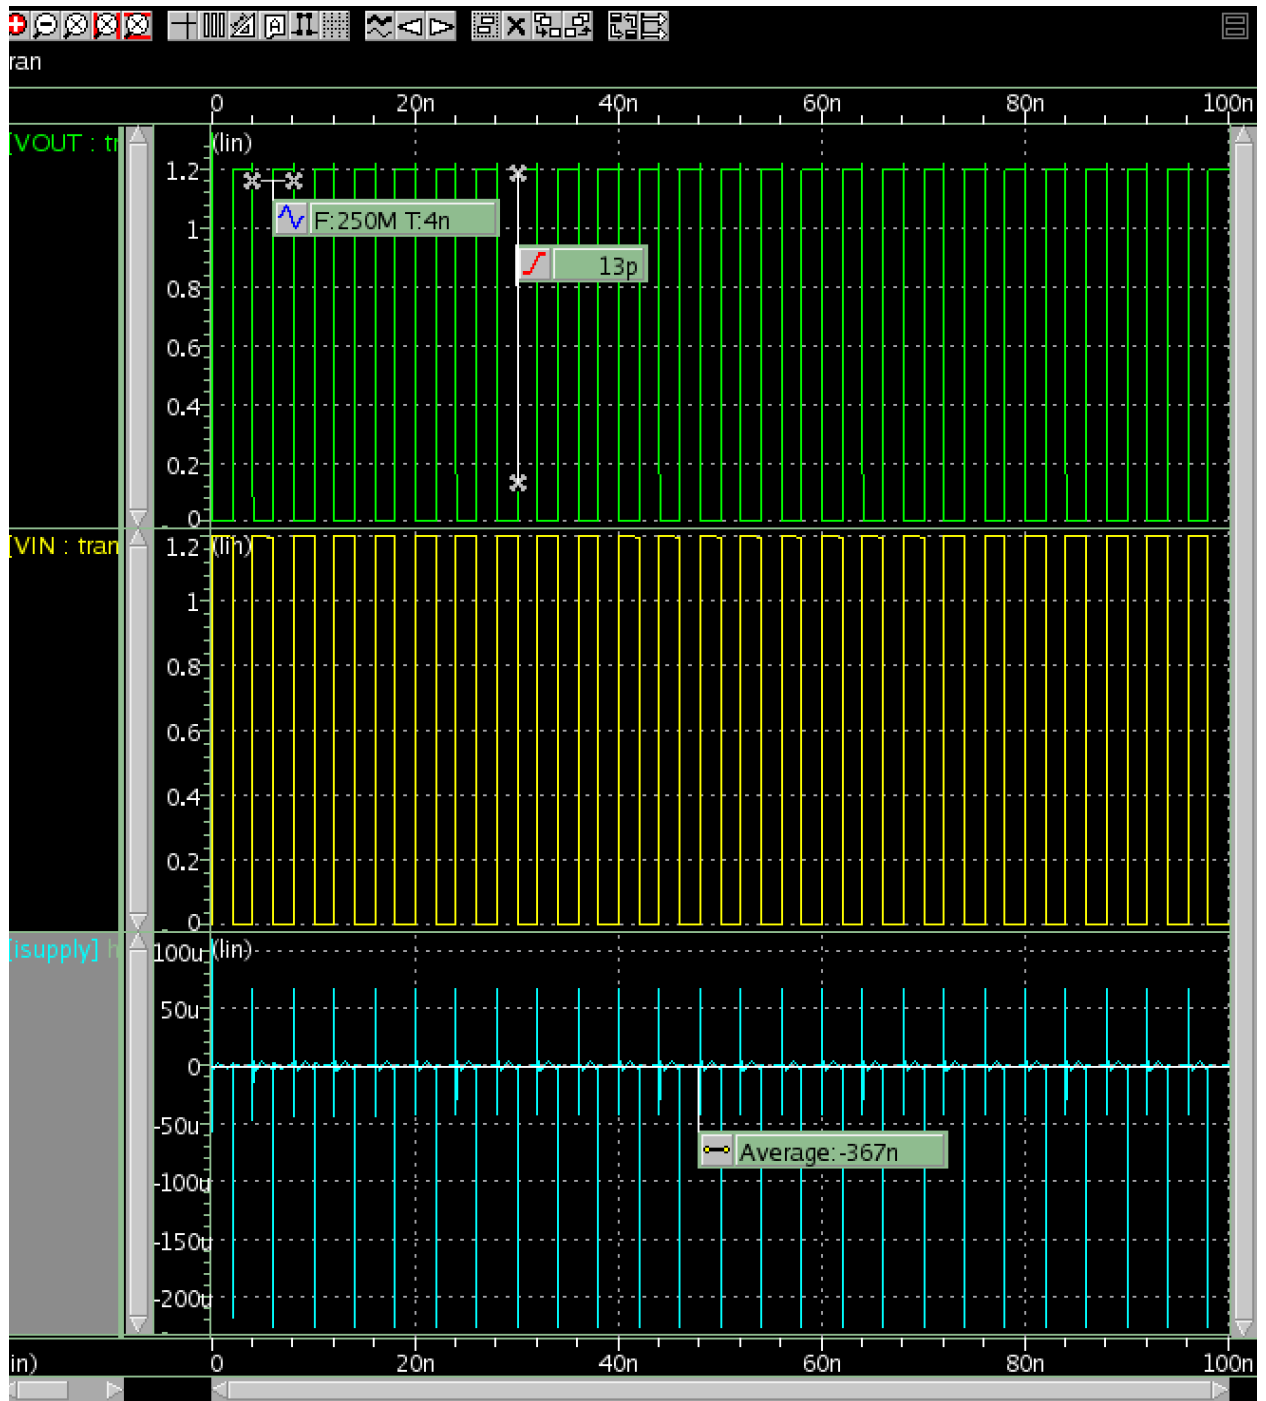 A
ran
0 20n 40n 60n 80n 100n
[VOUT : tr
(lin)
1.2
F:250M T:4n
1
13p
0.8
0.6
0.4
0.2
0
[VIN : tran
1.2 (lin)
1
0.8
0.6
0.4
0.2
0
[isupply] h
100u (lin)
50u
0
-50u
Average:-367n
-100u
-150u
-200u
in) 0 20n 40n 60n 80n 100n